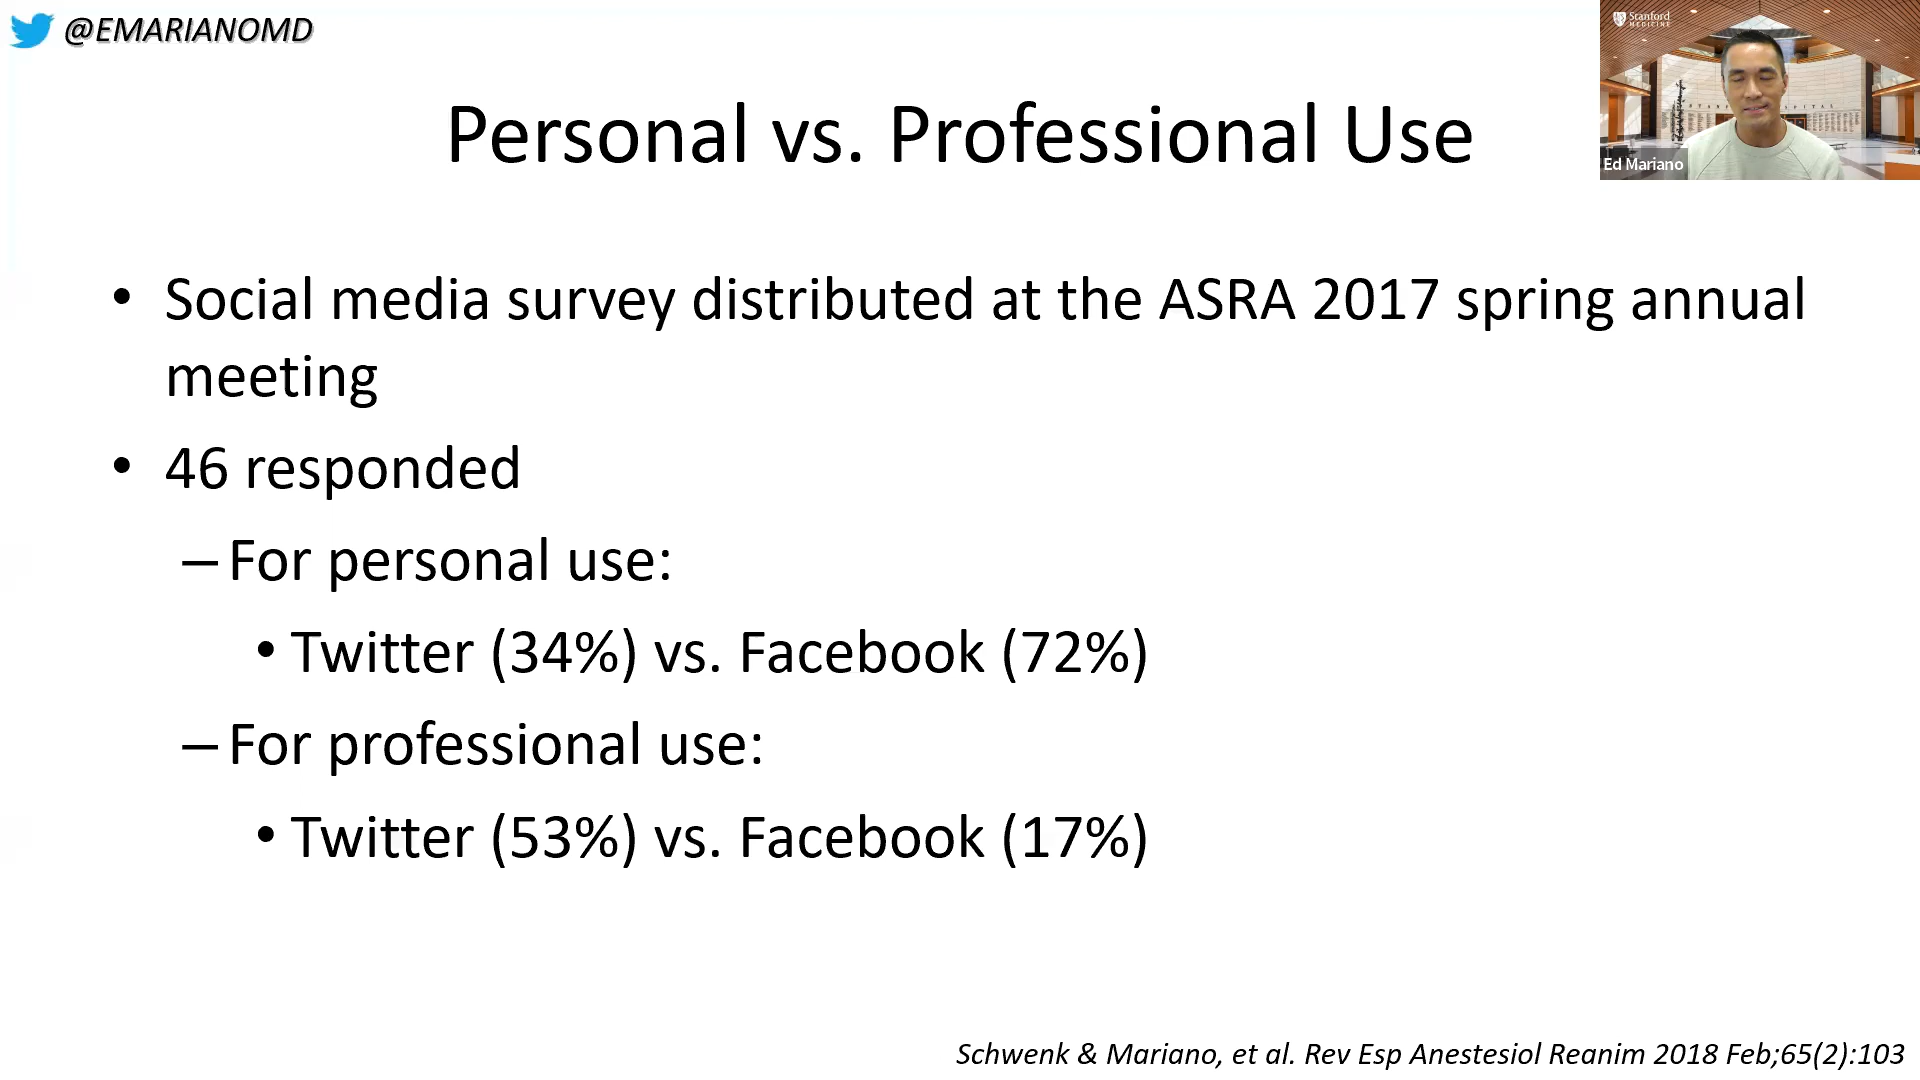 @EMARIANOMD
Stanford
MEDICINE
Ed Mariano
Personal vs. Professional Use
• Social media survey distributed at the ASRA 2017 spring annual
meeting
• 46 responded
– For personal use:
• Twitter (34%) vs. Facebook (72%)
– For professional use:
• Twitter (53%) vs. Facebook (17%)
Schwenk & Mariano, et al. Rev Esp Anestesiol Reanim 2018 Feb;65(2):103